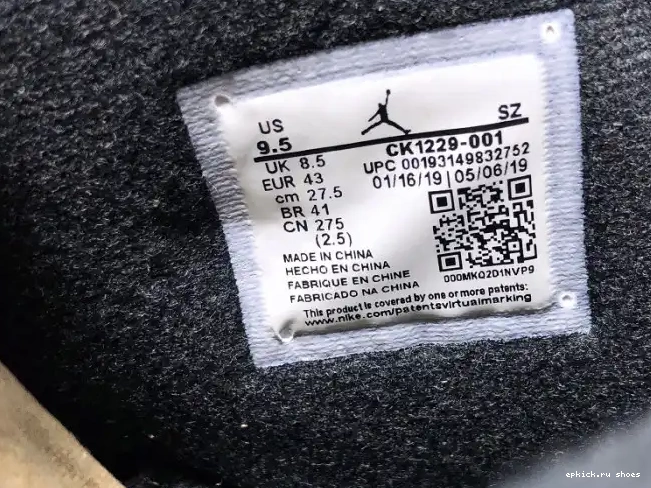 US
SZ
9.5
CK1229-001
UK 8.5
UPC 00193149832752
EUR 43
01/16/19 | 05/06/19
cm 27.5
BR 41
CN 275
(2.5)
000MKQ2D1NVP9
MADE IN CHINA
HECHO EN CHINA
FABRIQUE EN CHINE
FABRICADO NA CHINA
This product is covered by one or more patents:
www.nike.com/patentsvirtualmarking
epkick.ru shoes